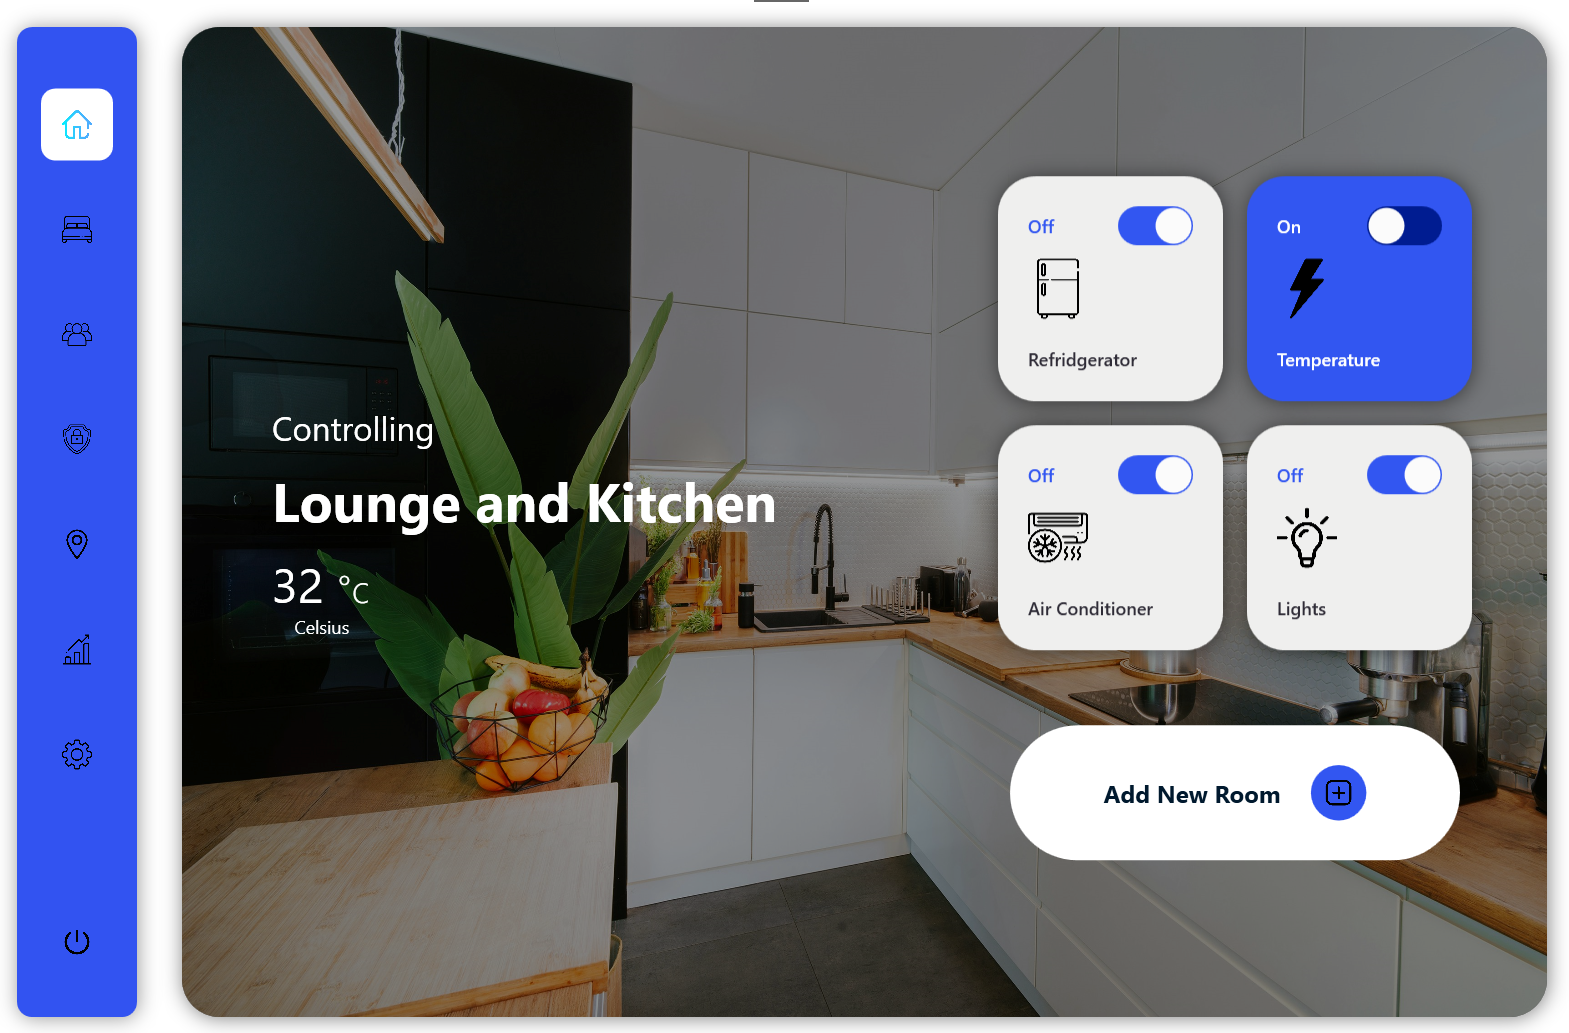 Controlling
Lounge and Kitchen
32 °C
Celsius
Off
Refridgerator
On
Temperature
Off
Air Conditioner
Off
Lights
Add New Room